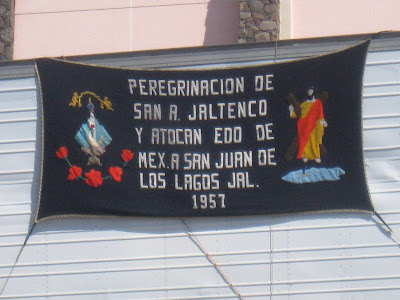 PEREGRINACION DE
SAN A. JALTENCO
Y ATOCAN EDO DE
MEX. A SAN JUAN DE
LOS LAGOS JAL.
1957